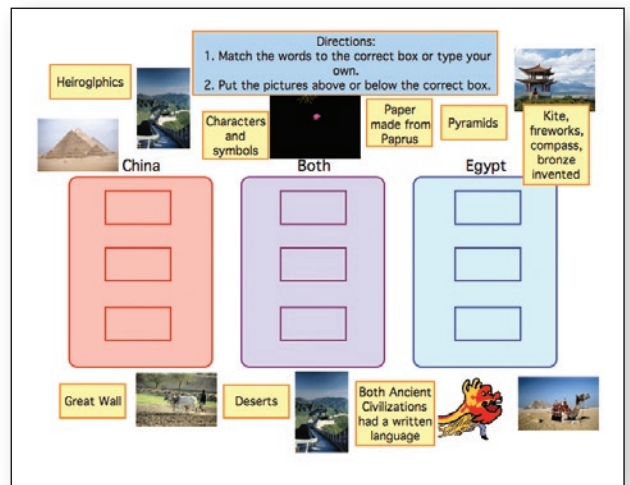 Directions:
1. Match the words to the correct box or type your
own.
2. Put the pictures above or below the correct box.
Heiroglphics
Characters
and
symbols
Paper
made from
Paprus
Pyramids
Kite,
fireworks,
compass,
bronze
invented
China
Both
Egypt
Great Wall
Deserts
Both Ancient
Civilizations
had a written
language